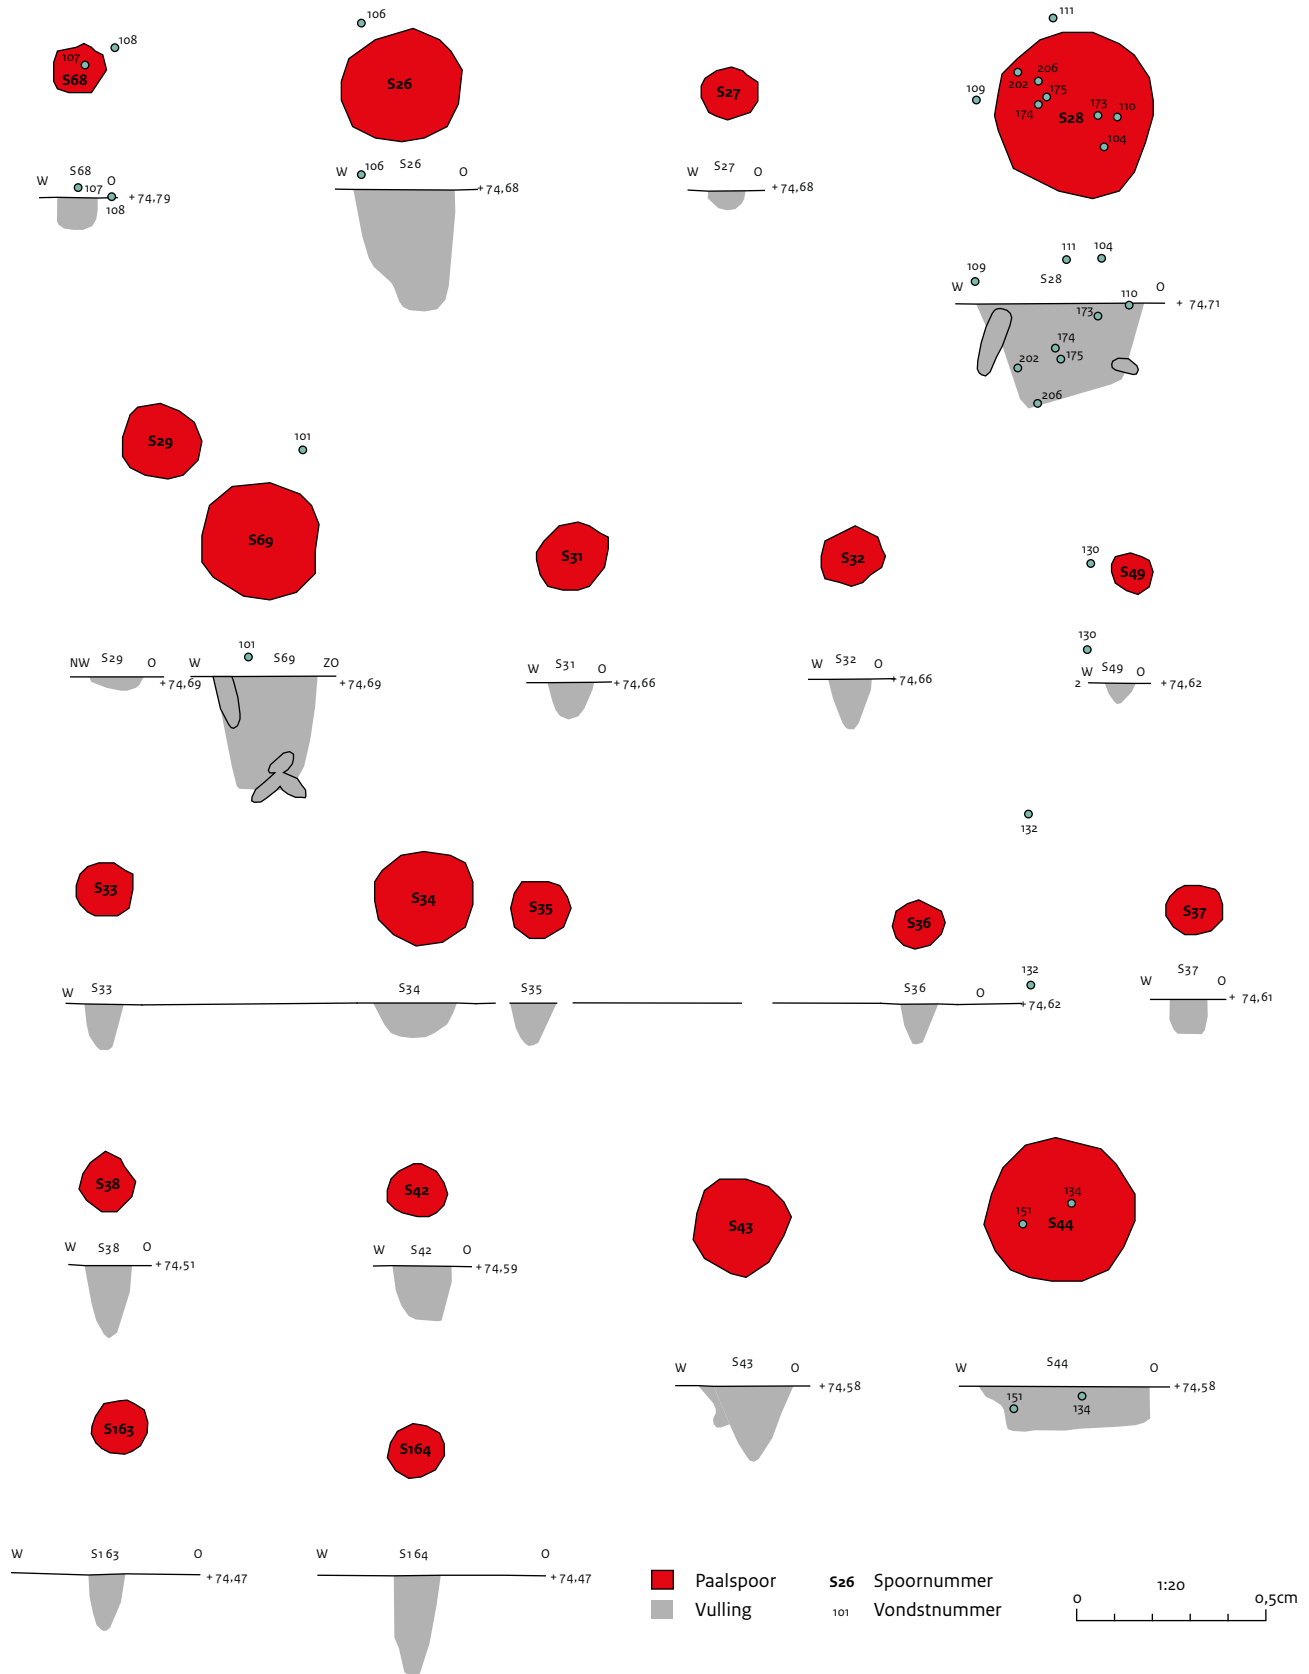 106
111
108
107
S68
S26
S27
109
202
206
175
174
173
110
S28
104
W
S68
O
107
108
+ 74,79
W
106
S26
O
+ 74,68
W
S27
O
+ 74,68
111
104
109
W
S28
O
110
+ 74,71
173
174
175
202
206
S29
101
S69
S31
S32
130
S49
NW
S29
O
+ 74,69
W
101
S69
ZO
+ 74,69
W
S31
O
+ 74,66
W
S32
O
+ 74,66
130
W
2
S49
O
+ 74,62
132
S33
S34
S35
S36
S37
W
S33
S34
S35
S36
O
132
+ 74,62
W
S37
O
+ 74,61
S38
S42
S43
134
151
S44
W
S38
O
+ 74,51
W
S42
O
+ 74,59
W
S43
O
+ 74,58
W
S44
O
+ 74,58
151
134
S163
S164
W
S163
O
+ 74,47
W
S164
O
+ 74,47
Paalspoor
S26 Spoornummer
Vulling
101 Vondstnummer
1:20
0
0,5cm